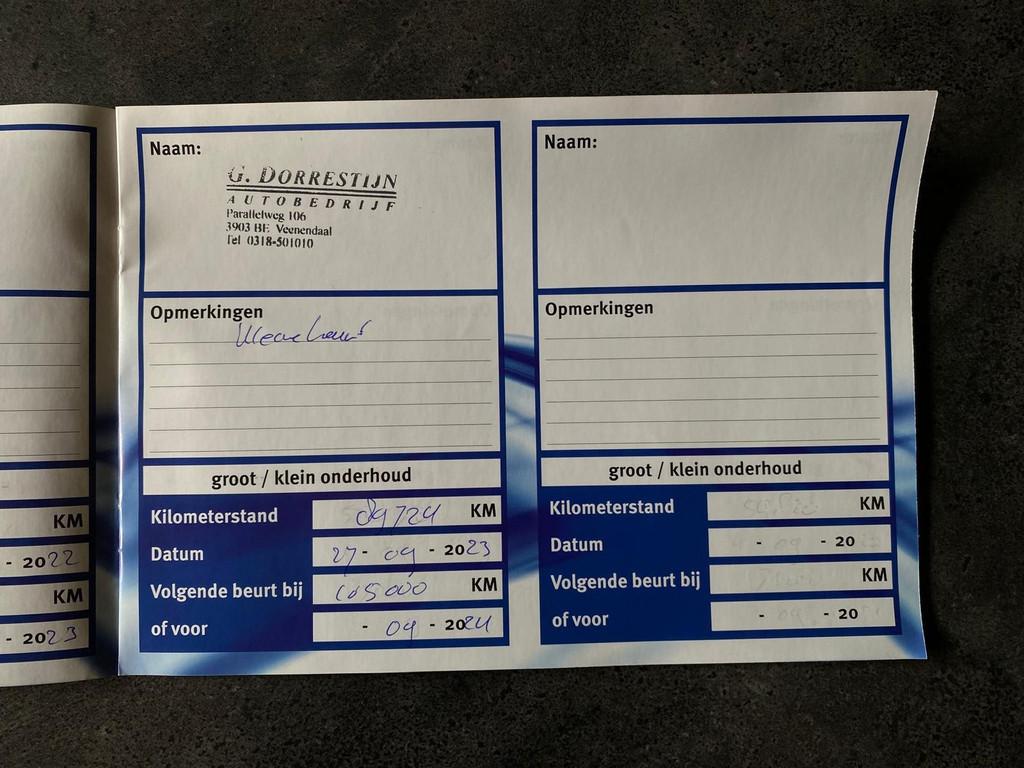 KM
- 2022
KM
- 2023
Naam:
G. DORRESTIJN
AUTOBEDRIJF
Parallelweg 106
3903 BE Veenendaal
Tel 0318-501010
Opmerkingen
groot / klein onderhoud
Kilometerstand 89724 KM
Datum 27 - 09 - 2023
Volgende beurt bij 105000 KM
of voor - 09 - 2024
Naam:
Opmerkingen
groot / klein onderhoud
Kilometerstand KM
Datum - - 20
Volgende beurt bij KM
of voor - - 20